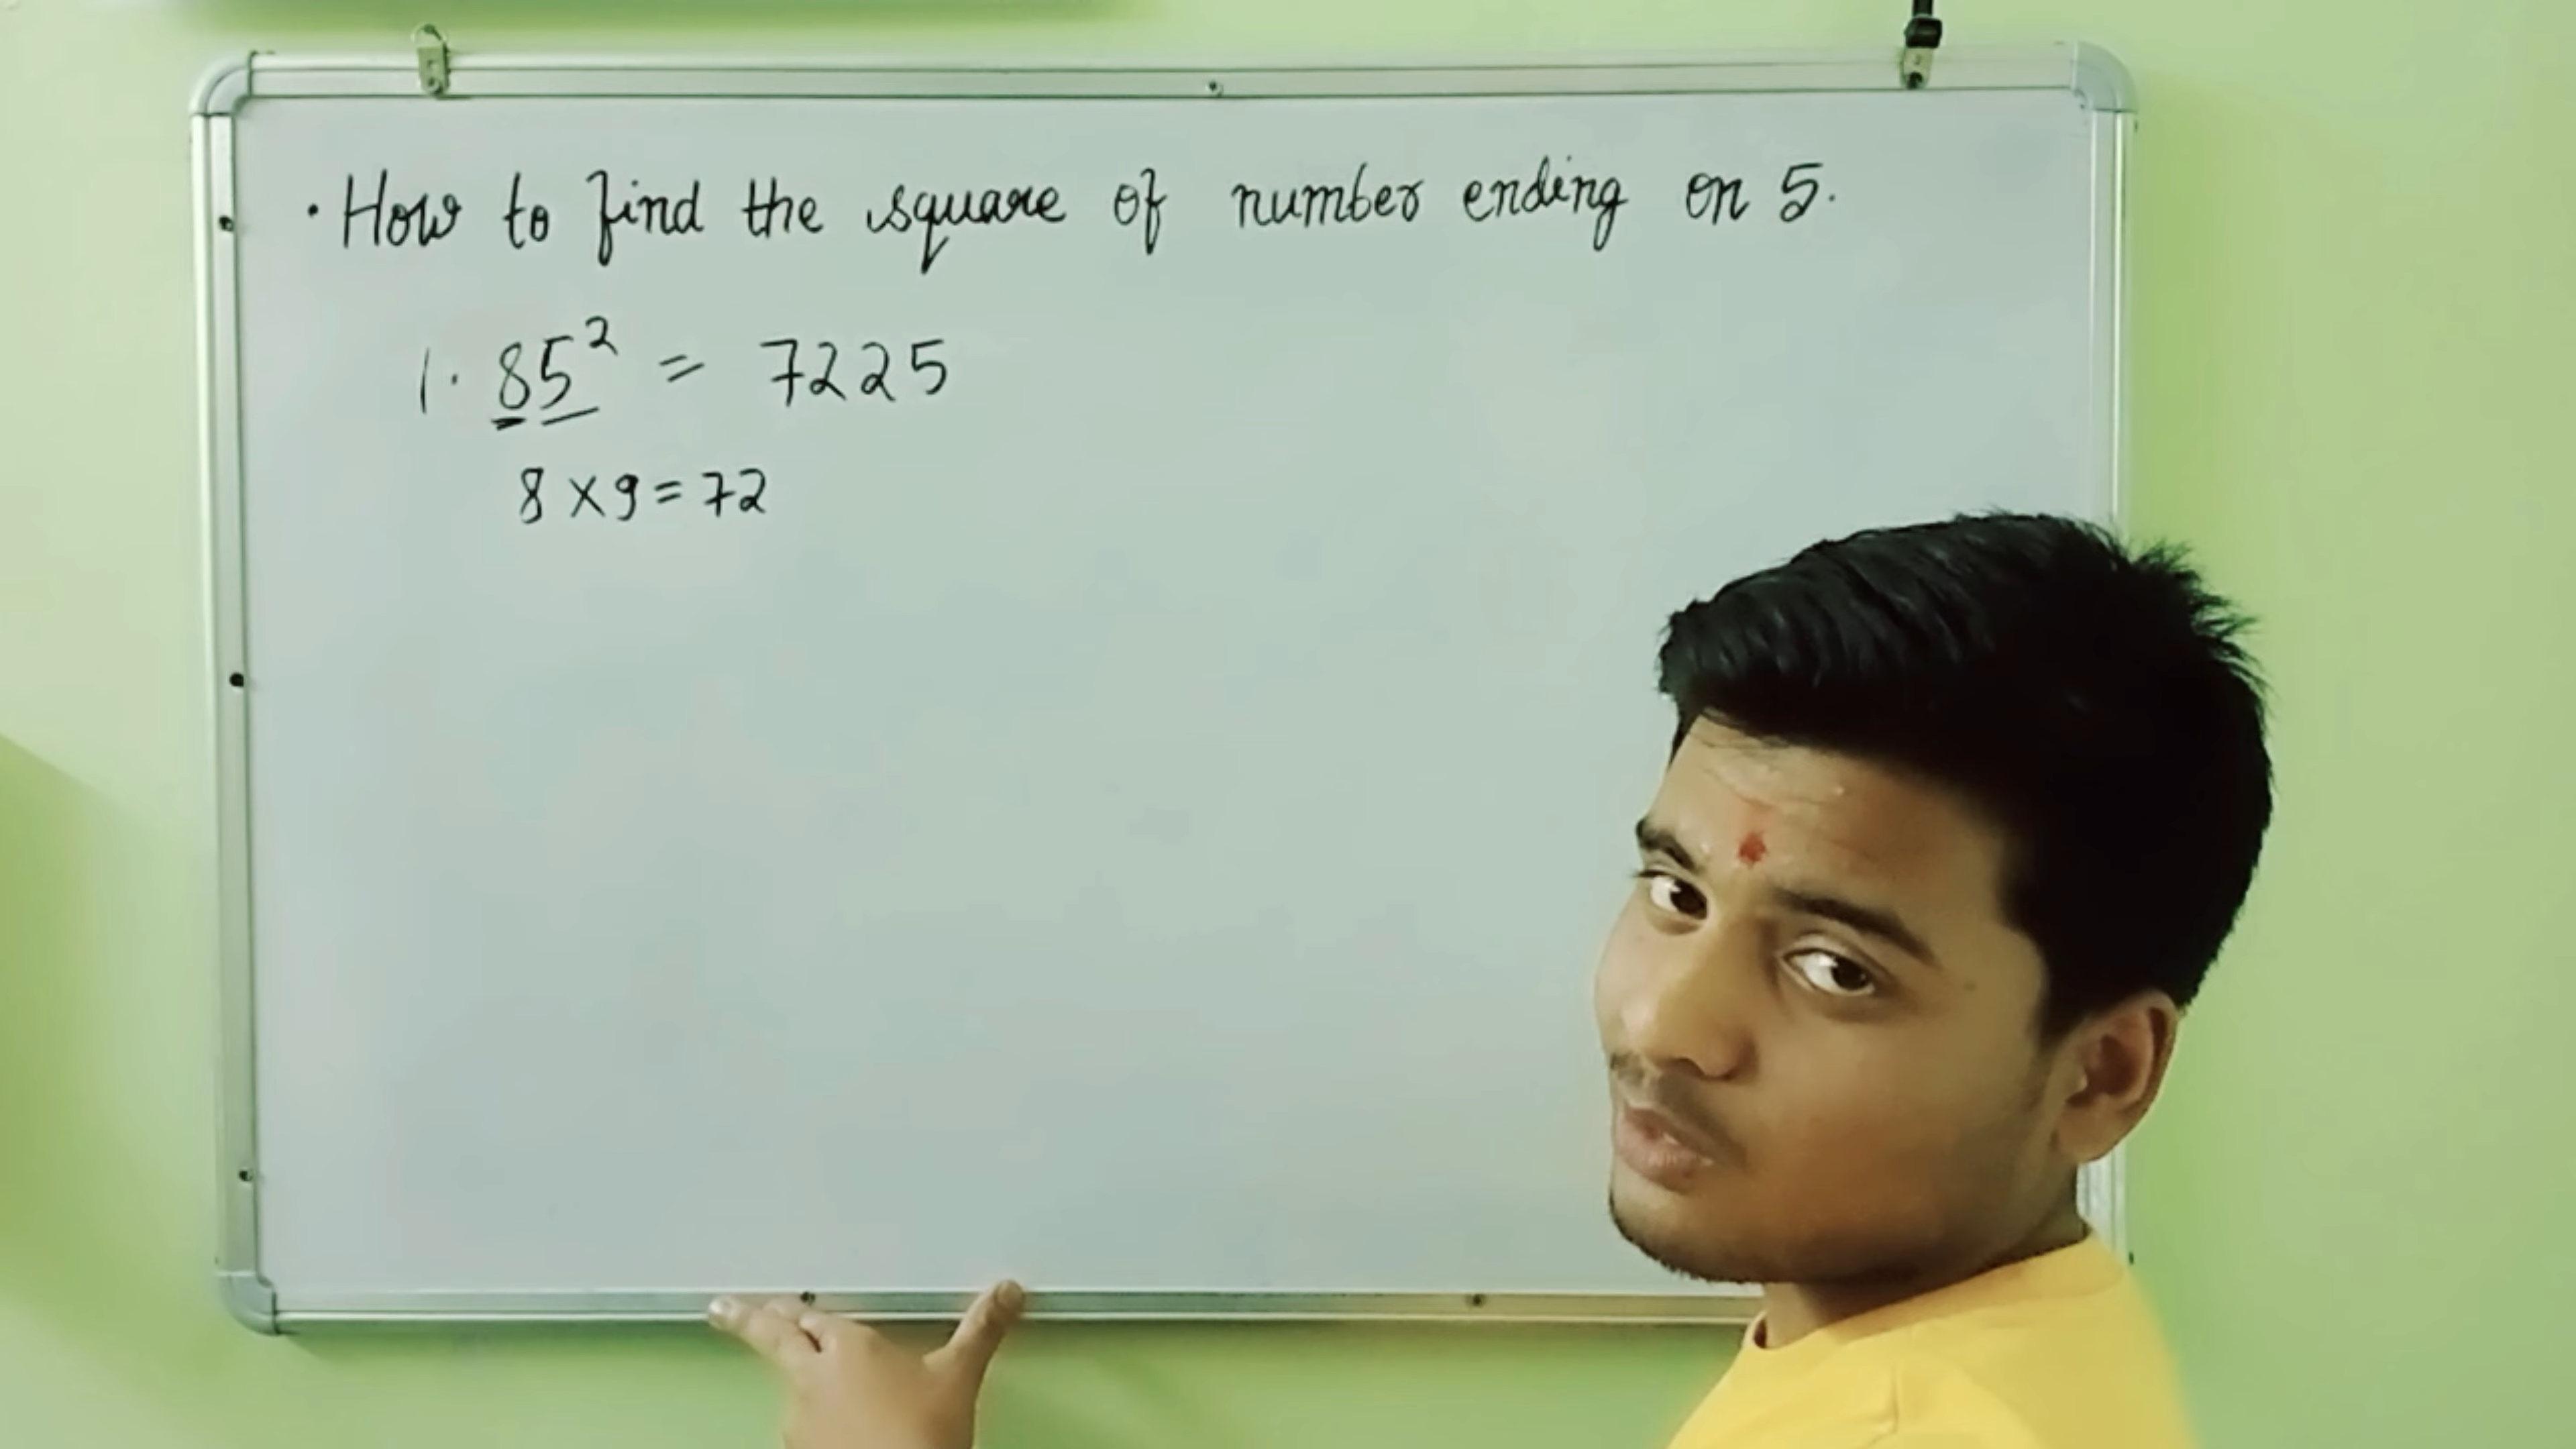 · How to find the square of number ending on 5.
1. 85² = 7225
8 × 9 = 72